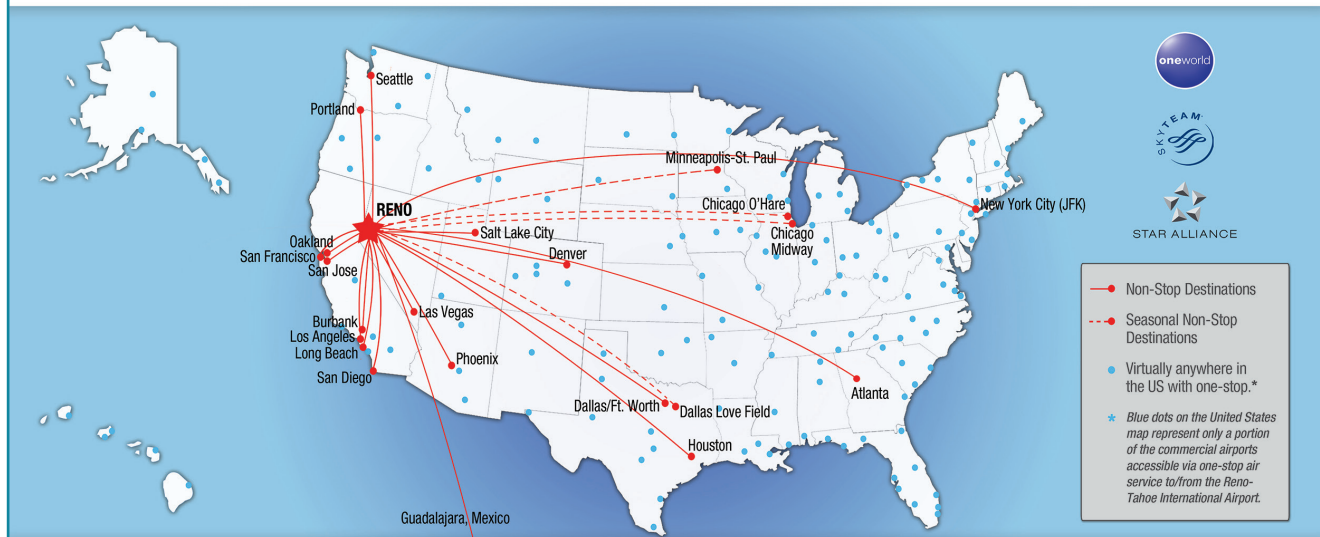 oneworld
SKYTEAM
STAR ALLIANCE
Seattle
Portland
Minneapolis-St. Paul
RENO
Chicago O'Hare
New York City (JFK)
Chicago
Midway
Salt Lake City
Oakland
San Francisco
San Jose
Denver
Las Vegas
Burbank
Los Angeles
Long Beach
Phoenix
San Diego
Atlanta
Dallas/Ft. Worth
Dallas Love Field
Houston
Guadalajara, Mexico
Non-Stop Destinations
Seasonal Non-Stop
Destinations
Virtually anywhere in
the US with one-stop.*
* Blue dots on the United States
map represent only a portion
of the commercial airports
accessible via one-stop air
service to/from the Reno-
Tahoe International Airport.